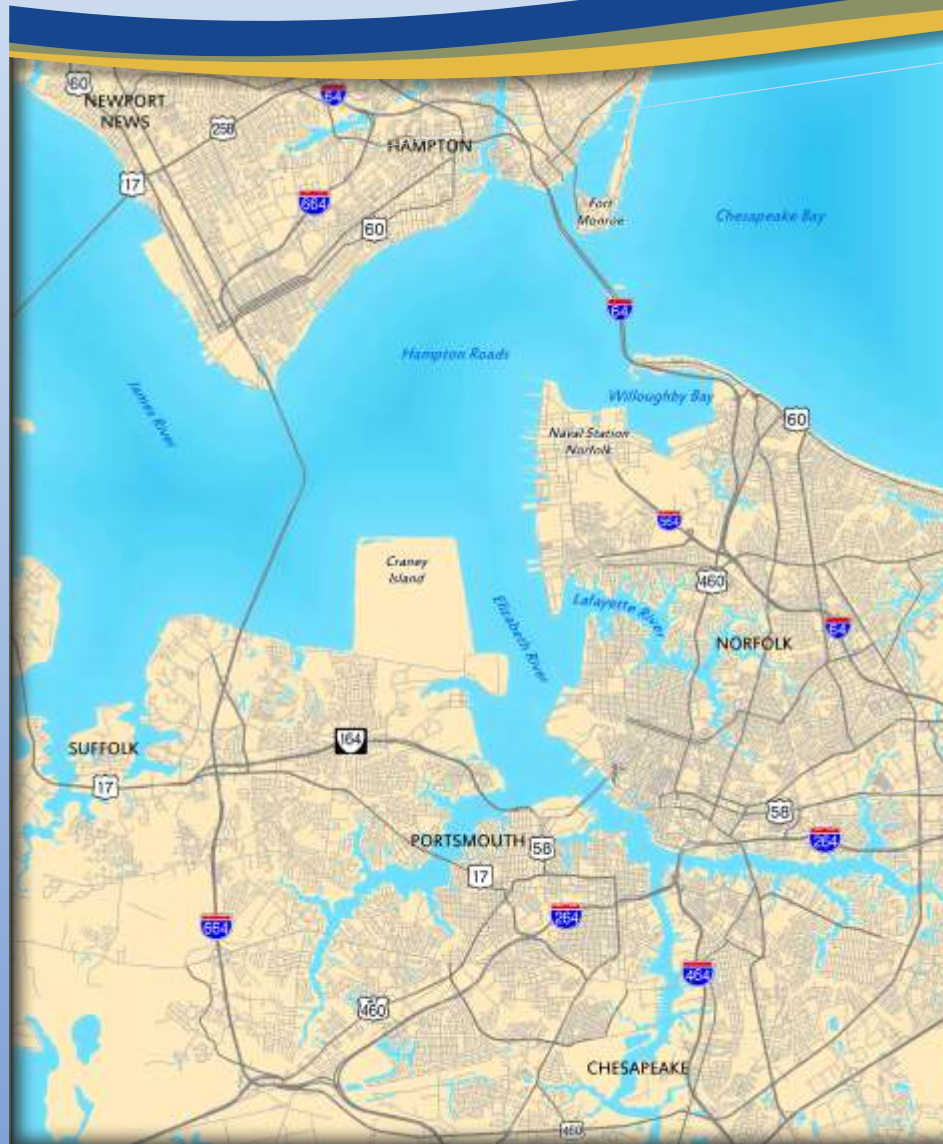 60
NEWPORT
NEWS
64
258
HAMPTON
17
664
Fort
Monroe
Chesapeake Bay
60
64
Hampton Roads
James River
Willoughby Bay
60
Naval Station
Norfolk
564
Craney
Island
460
Elizabeth River
Lafayette River
64
NORFOLK
164
SUFFOLK
17
58
264
PORTSMOUTH
58
17
264
664
464
460
CHESAPEAKE
460